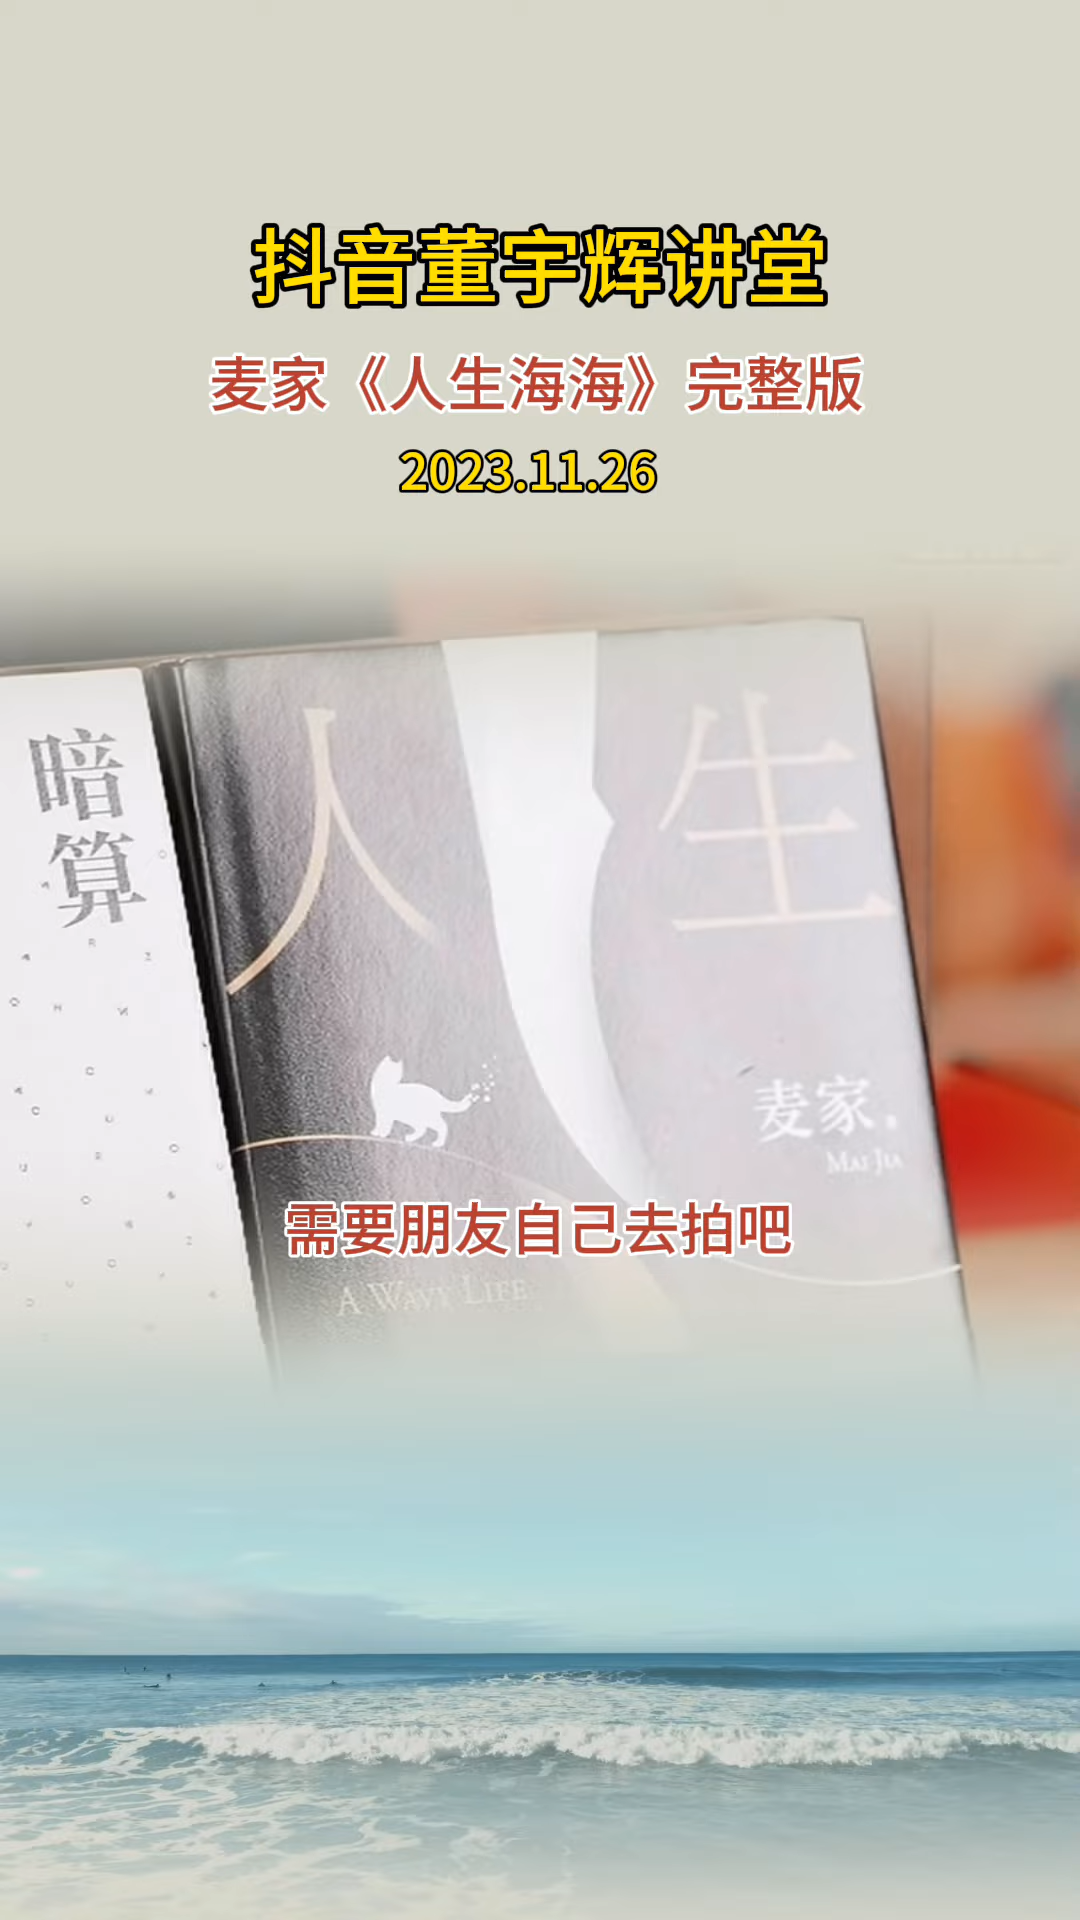 抖音董宇辉讲堂
麦家《人生海海》完整版
2023.11.26
暗算
人生
麦家
MAI JIA
需要朋友自己去拍吧
A WAVY LIFE